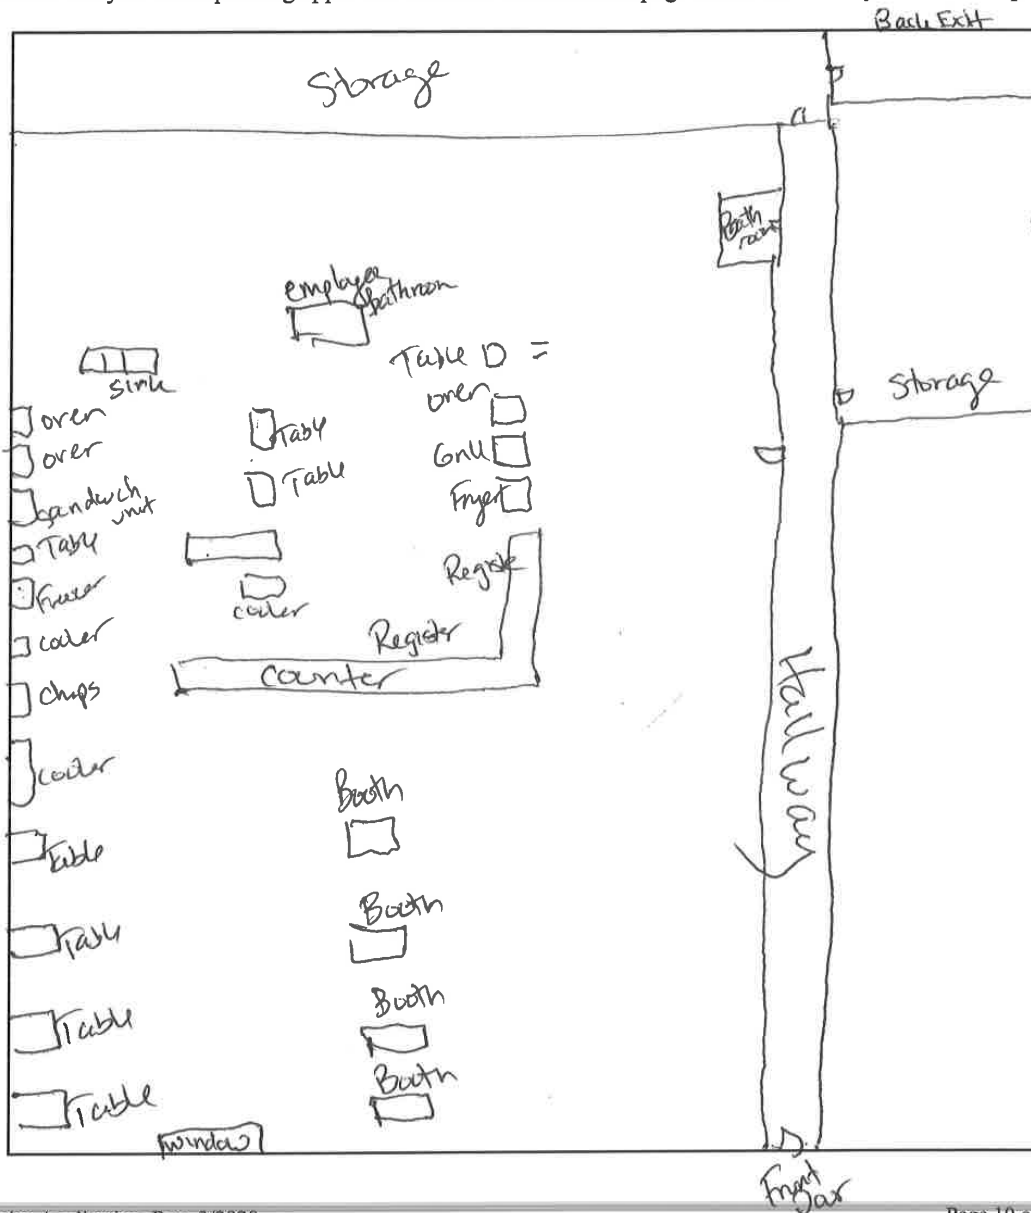 Back Exit
Storage
Bath
room
employee
bathroom
Table
sink
oven
oven
oven
Table
Grill
Storage
Table
sandwich
unit
Fryer
Table
Register
Freezer
cooler
Register
cooler
counter
chips
Hallway
cooler
Booth
Table
Booth
Table
Booth
Table
Booth
Table
window
Front
Door